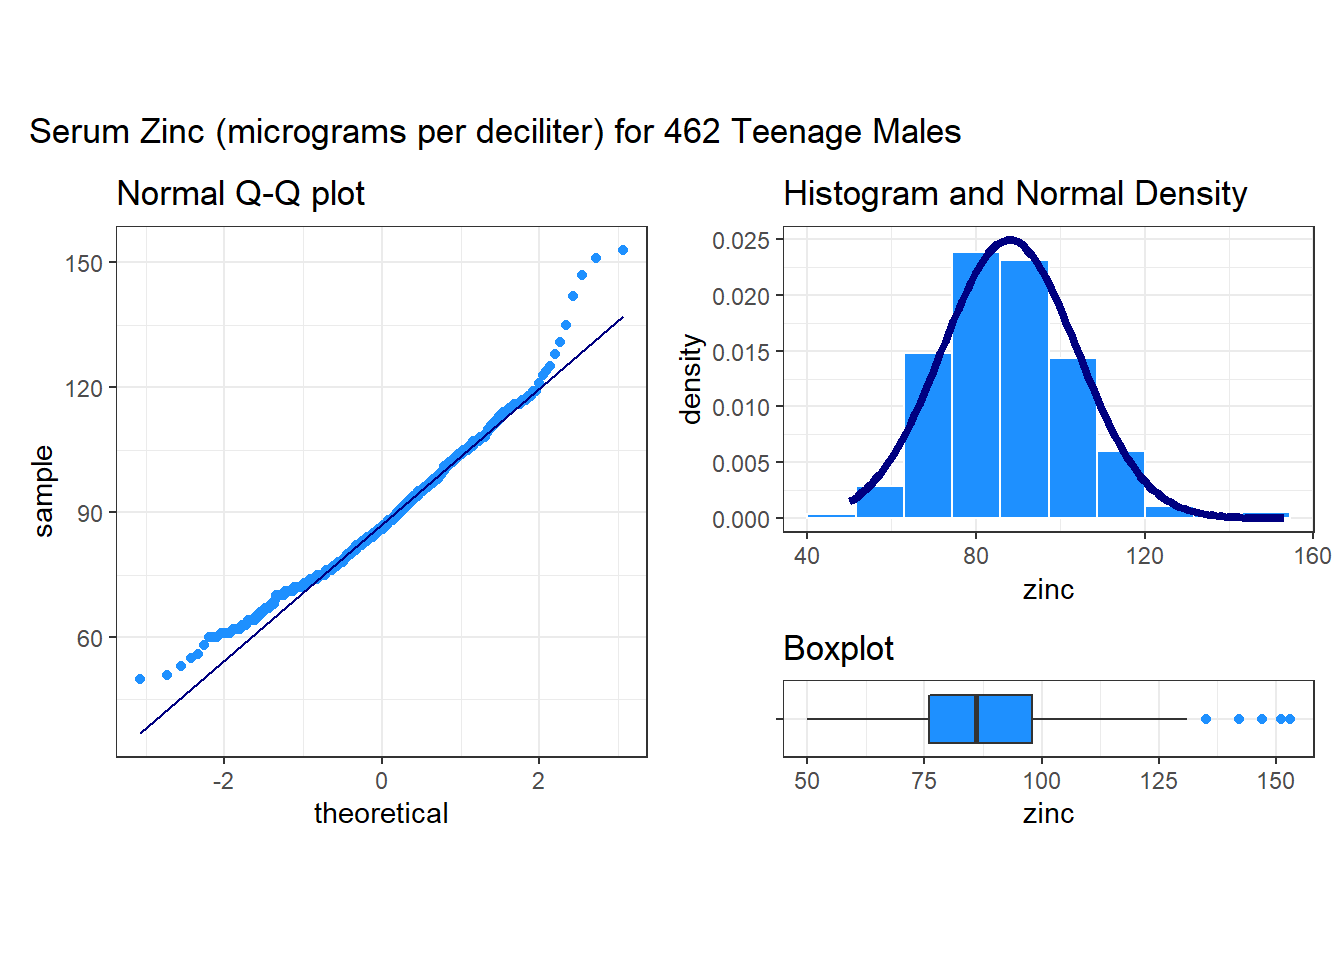 Serum Zinc (micrograms per deciliter) for 462 Teenage Males
Normal Q-Q plot
150
120
90
60
sample
-2 0 2
theoretical
Histogram and Normal Density
0.025
0.020
0.015
0.010
0.005
0.000
density
40 80 120 160
zinc
Boxplot
50 75 100 125 150
zinc